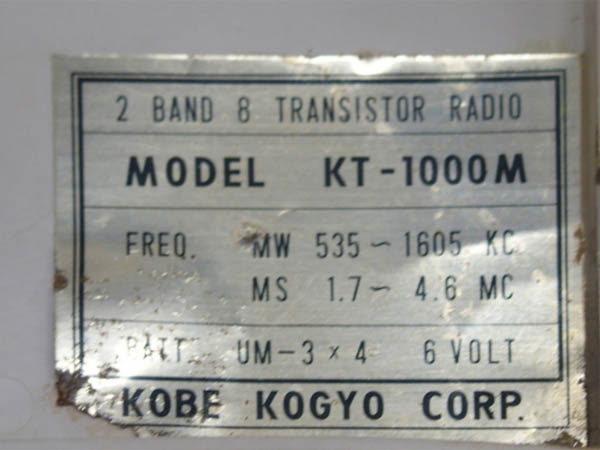 2 BAND 8 TRANSISTOR RADIO
MODEL KT-1000M
FREQ. MW 535～1605 KC
MS 1.7～ 4.6 MC
BATT. UM-3 × 4 6 VOLT
KOBE KOGYO CORP.